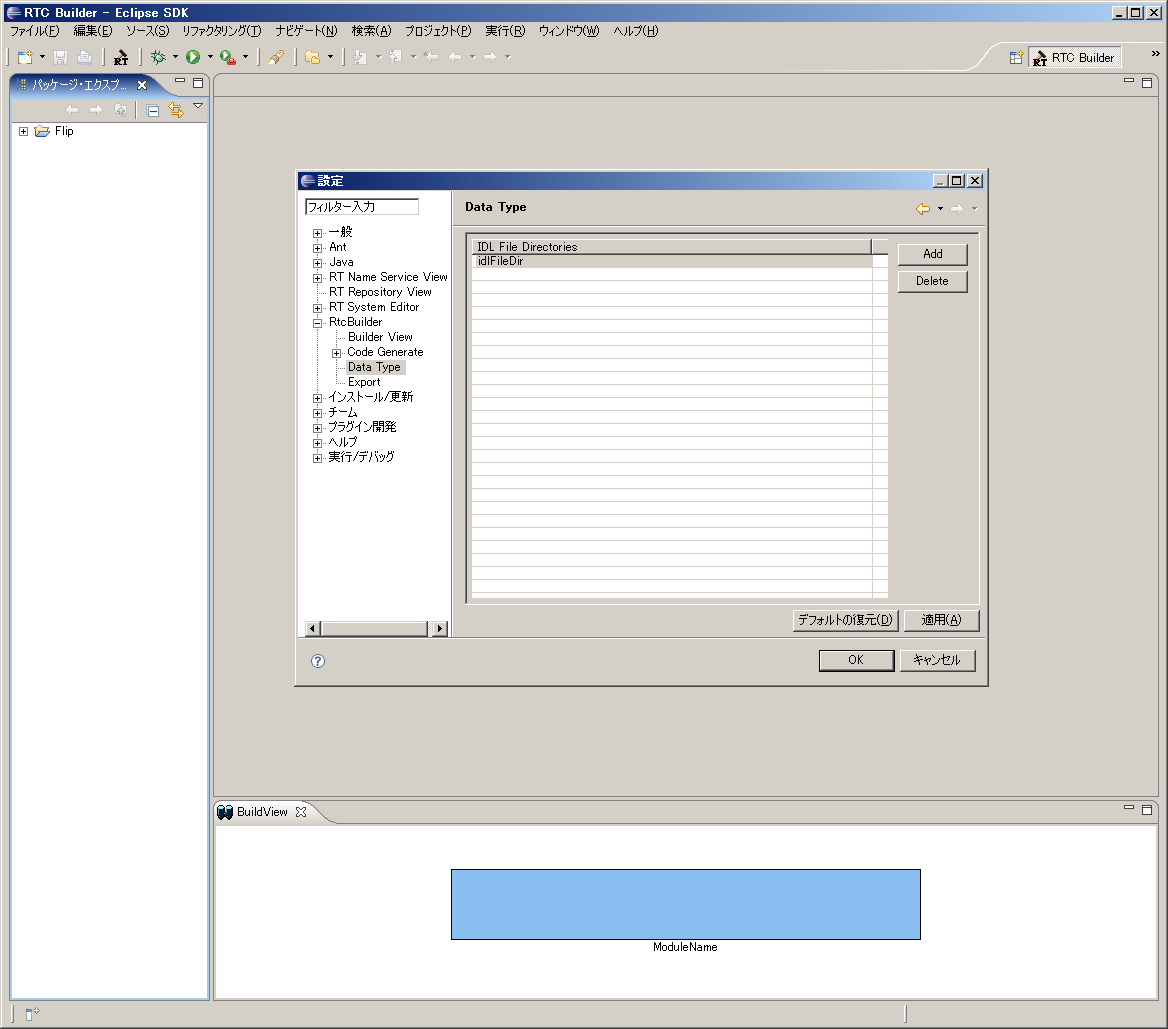 RTC Builder - Eclipse SDK
ファイル(F) 編集(E) ソース(S) リファクタリング(T) ナビゲート(N) 検索(A) プロジェクト(P) 実行(R) ウィンドウ(W) ヘルプ(H)
RT RT RTC Builder »
パッケージ・エクスプ...
Flip
設定
フィルター入力
一般
Ant
Java
RT Name Service View
RT Repository View
RT System Editor
RtcBuilder
Builder View
Code Generate
Data Type
Export
インストール/更新
チーム
プラグイン開発
ヘルプ
実行/デバッグ
Data Type
IDL File Directories
idlFileDir
Add
Delete
デフォルトの復元(D) 適用(A)
?
OK キャンセル
BuildView
ModuleName